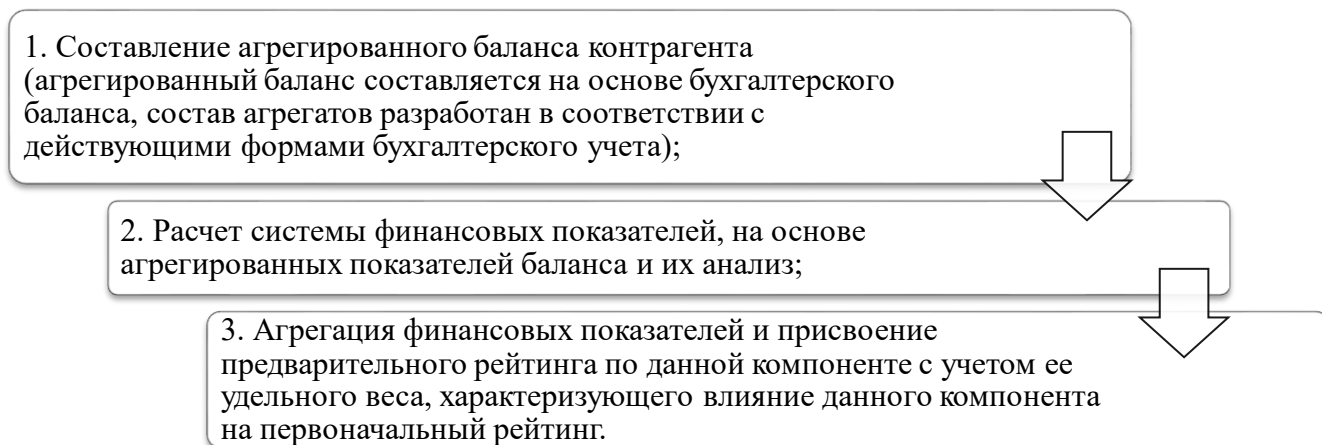 1. Составление агрегированного баланса контрагента
(агрегированный баланс составляется на основе бухгалтерского
баланса, состав агрегатов разработан в соответствии с
действующими формами бухгалтерского учета);
2. Расчет системы финансовых показателей, на основе
агрегированных показателей баланса и их анализ;
3. Агрегация финансовых показателей и присвоение
предварительного рейтинга по данной компоненте с учетом ее
удельного веса, характеризующего влияние данного компонента
на первоначальный рейтинг.